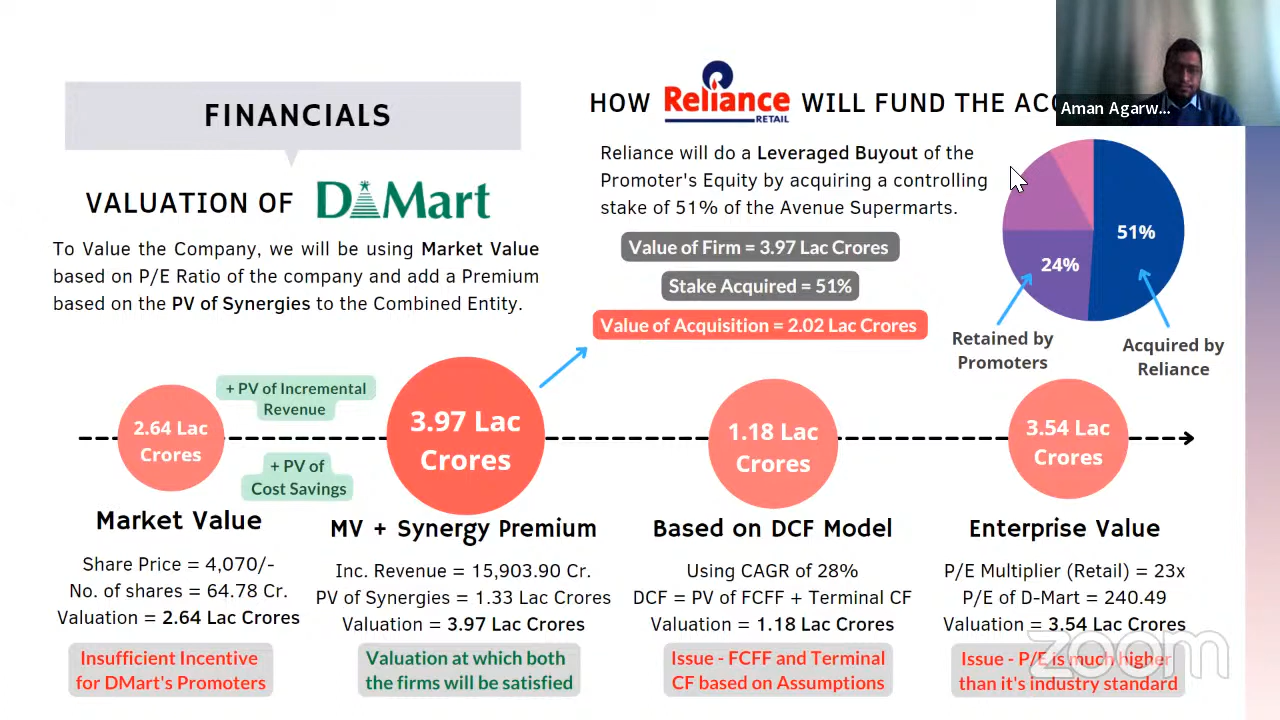 FINANCIALS
VALUATION OF DMart
To Value the Company, we will be using Market Value
based on P/E Ratio of the company and add a Premium
based on the PV of Synergies to the Combined Entity.
HOW Reliance RETAIL WILL FUND THE ACQ
Aman Agarw...
Reliance will do a Leveraged Buyout of the
Promoter's Equity by acquiring a controlling
stake of 51% of the Avenue Supermarts.
Value of Firm = 3.97 Lac Crores
Stake Acquired = 51%
Value of Acquisition = 2.02 Lac Crores
51%
24%
Retained by
Promoters
Acquired by
Reliance
2.64 Lac
Crores
+ PV of Incremental
Revenue
+ PV of
Cost Savings
3.97 Lac
Crores
1.18 Lac
Crores
3.54 Lac
Crores
Market Value
Share Price = 4,070/-
No. of shares = 64.78 Cr.
Valuation = 2.64 Lac Crores
Insufficient Incentive
for DMart's Promoters
MV + Synergy Premium
Inc. Revenue = 15,903.90 Cr.
PV of Synergies = 1.33 Lac Crores
Valuation = 3.97 Lac Crores
Valuation at which both
the firms will be satisfied
Based on DCF Model
Using CAGR of 28%
DCF = PV of FCFF + Terminal CF
Valuation = 1.18 Lac Crores
Issue - FCFF and Terminal
CF based on Assumptions
Enterprise Value
P/E Multiplier (Retail) = 23x
P/E of D-Mart = 240.49
Valuation = 3.54 Lac Crores
Issue - P/E is much higher
than it's industry standard
zoom